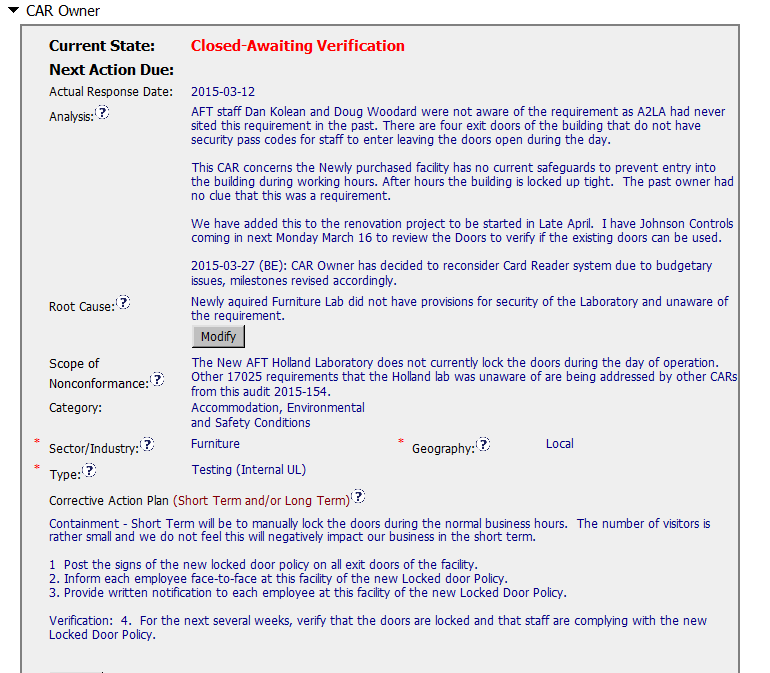 CAR Owner
Current State: Closed-Awaiting Verification
Next Action Due:
Actual Response Date: 2015-03-12
Analysis:? AFT staff Dan Kolean and Doug Woodard were not aware of the requirement as A2LA had never
sited this requirement in the past. There are four exit doors of the building that do not have
security pass codes for staff to enter leaving the doors open during the day.
This CAR concerns the Newly purchased facility has no current safeguards to prevent entry into
the building during working hours. After hours the building is locked up tight. The past owner had
no clue that this was a requirement.
We have added this to the renovation project to be started in Late April. I have Johnson Controls
coming in next Monday March 16 to review the Doors to verify if the existing doors can be used.
2015-03-27 (BE): CAR Owner has decided to reconsider Card Reader system due to budgetary
issues, milestones revised accordingly.
Root Cause:? Newly aquired Furniture Lab did not have provisions for security of the Laboratory and unaware of
the requirement.
Modify
Scope of
Nonconformance:? The New AFT Holland Laboratory does not currently lock the doors during the day of operation.
Other 17025 requirements that the Holland lab was unaware of are being addressed by other CARs
from this audit 2015-154.
Category: Accommodation, Environmental
and Safety Conditions
* Sector/Industry:? Furniture * Geography:? Local
* Type:? Testing (Internal UL)
Corrective Action Plan (Short Term and/or Long Term)?
Containment - Short Term will be to manually lock the doors during the normal business hours. The number of visitors is
rather small and we do not feel this will negatively impact our business in the short term.
1 Post the signs of the new locked door policy on all exit doors of the facility.
2. Inform each employee face-to-face at this facility of the new Locked door Policy.
3. Provide written notification to each employee at this facility of the new Locked Door Policy.
Verification: 4. For the next several weeks, verify that the doors are locked and that staff are complying with the new
Locked Door Policy.